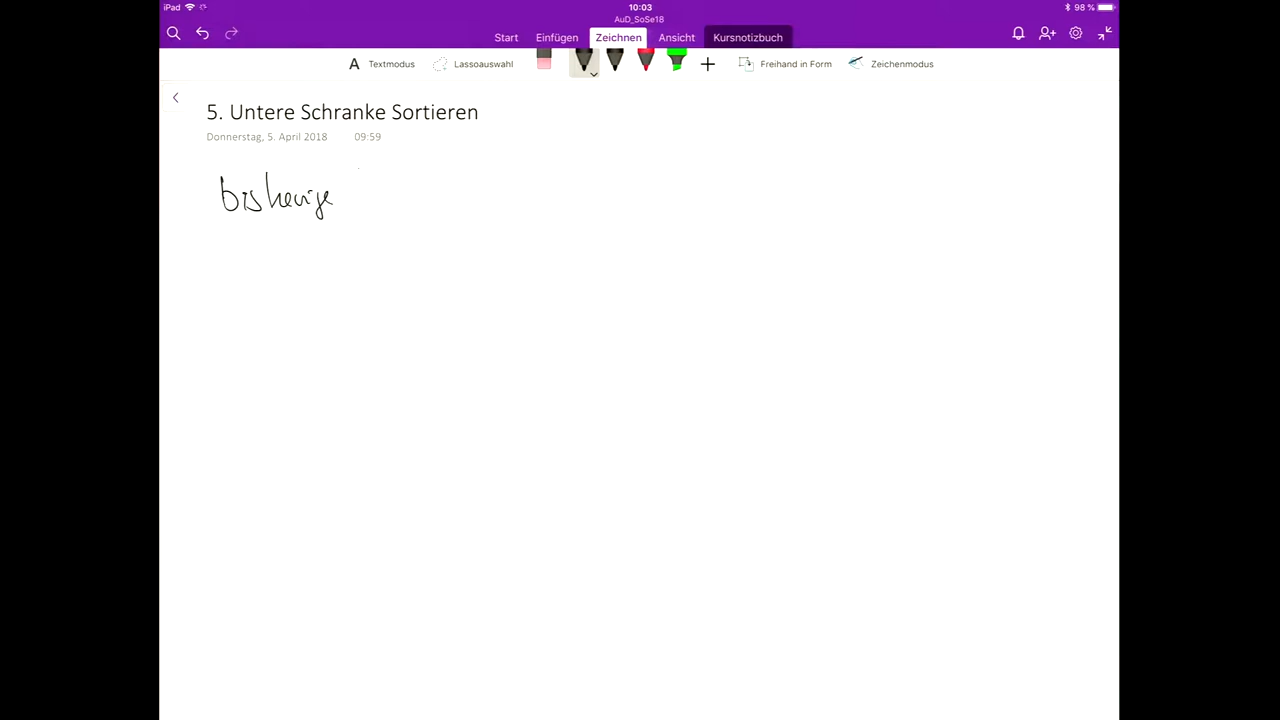 iPad 10:03 98 %
AuD_SoSe18
Start Einfügen Zeichnen Ansicht Kursnotizbuch
A Textmodus Lassoauswahl Freihand in Form Zeichenmodus
5. Untere Schranke Sortieren
Donnerstag, 5. April 2018 09:59
bisherige